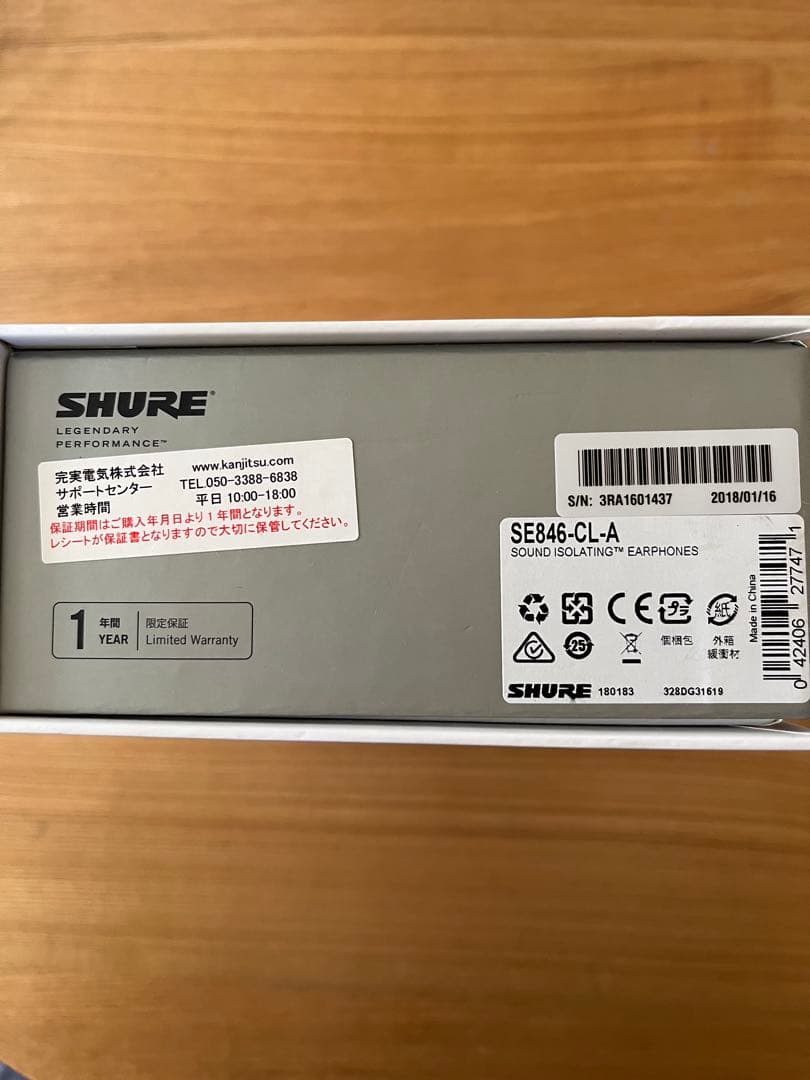 SHURE®
LEGENDARY
PERFORMANCE™
完実電気株式会社
サポートセンター
営業時間
www.kanjitsu.com
TEL.050-3388-6838
平日 10:00-18:00
保証期間はご購入年月日より1年間となります。
レシートが保証書となりますので大切に保管してください。
1 年間 YEAR
限定保証
Limited Warranty
S/N: 3RA1601437 2018/01/16
SE846-CL-A
SOUND ISOLATING™ EARPHONES
CE
プラ
紙
25
個梱包
外箱
緩衝材
SHURE 180183 328DG31619
Made in China
0 42406 27747 1